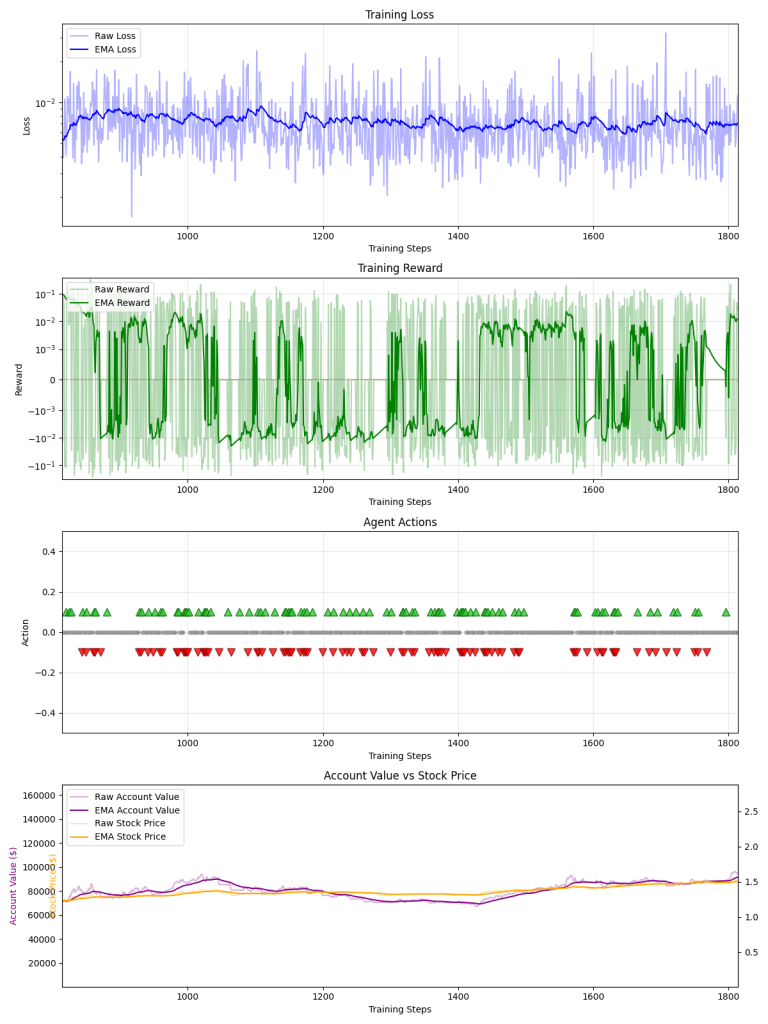 Training Loss
Raw Loss
EMA Loss
10⁻²
Loss
1000 1200 1400 1600 1800
Training Steps
Training Reward
Raw Reward
EMA Reward
10⁻¹
10⁻²
10⁻³
0
−10⁻³
−10⁻²
−10⁻¹
Reward
1000 1200 1400 1600 1800
Training Steps
Agent Actions
0.4
0.2
0.0
−0.2
−0.4
Action
1000 1200 1400 1600 1800
Training Steps
Account Value vs Stock Price
Raw Account Value
EMA Account Value
Raw Stock Price
EMA Stock Price
160000
140000
120000
100000
80000
60000
40000
20000
Account Value ($)
Stock Price ($)
2.5
2.0
1.5
1.0
0.5
1000 1200 1400 1600 1800
Training Steps